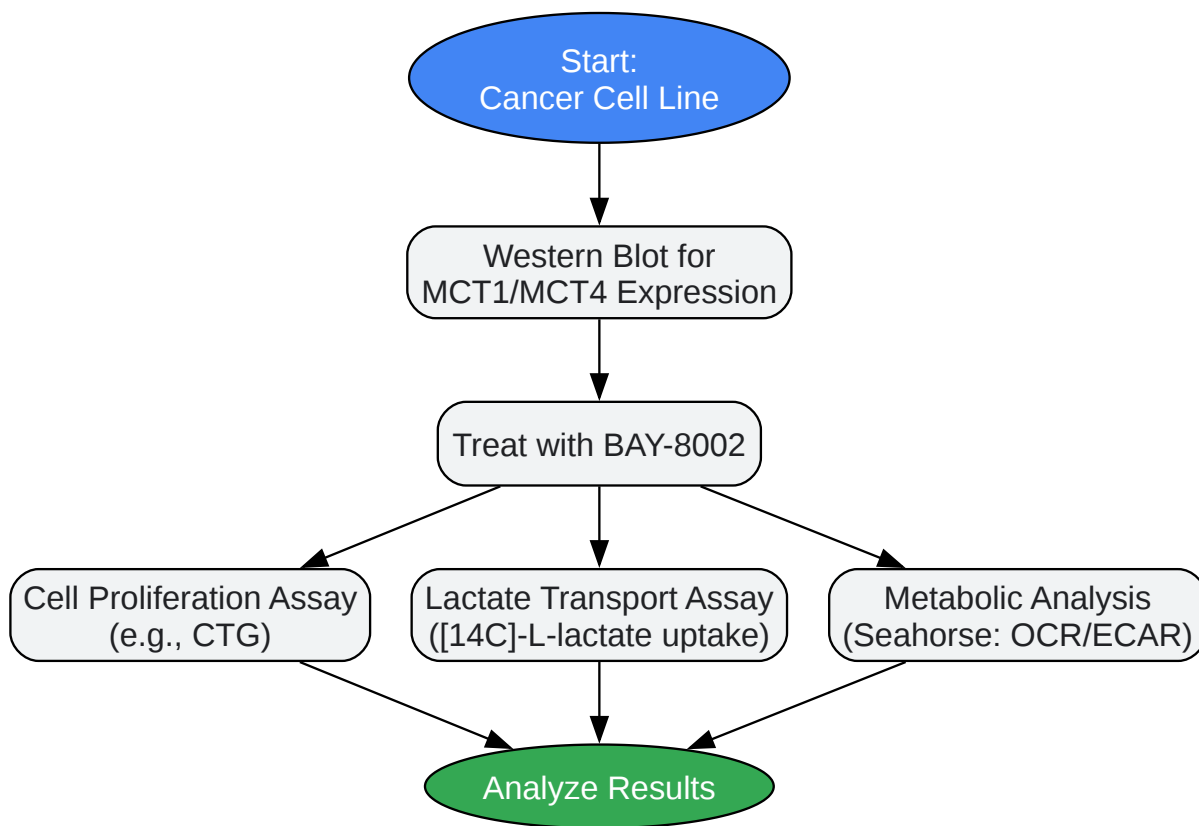 Start:
Cancer Cell Line
Western Blot for
MCT1/MCT4 Expression
Treat with BAY-8002
Cell Proliferation Assay
(e.g., CTG)
Lactate Transport Assay
([14C]-L-lactate uptake)
Metabolic Analysis
(Seahorse: OCR/ECAR)
Analyze Results